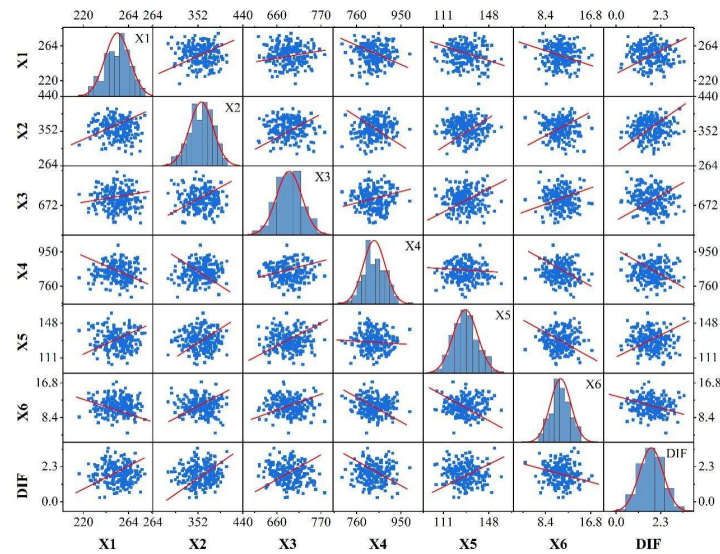 220 264 352 440 660 770 760 950 111 148 8.4 16.8 0.0 2.3
X1 264 220 X1 264 220
440 440
X2 352 X2 352
264 264
X3 672 X3 672
X4 950 760 X4 950 760
X5 148 111 X5 148 111
X6 16.8 8.4 X6 16.8 8.4
DIF 2.3 0.0 DIF 2.3 0.0
220 264 264 352 440 660 770 760 950 111 148 8.4 16.8 0.0 2.3
X1 X2 X3 X4 X5 X6 DIF